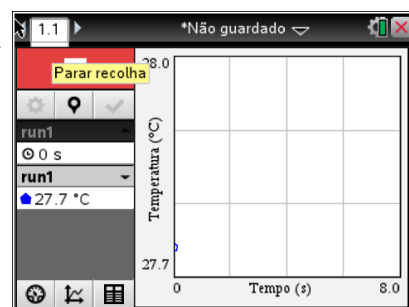 1.1
*Não guardado
Parar recolha
run1
0 s
run1
27.7 °C
28.0
Temperatura (°C)
27.7
0
Tempo (s)
8.0